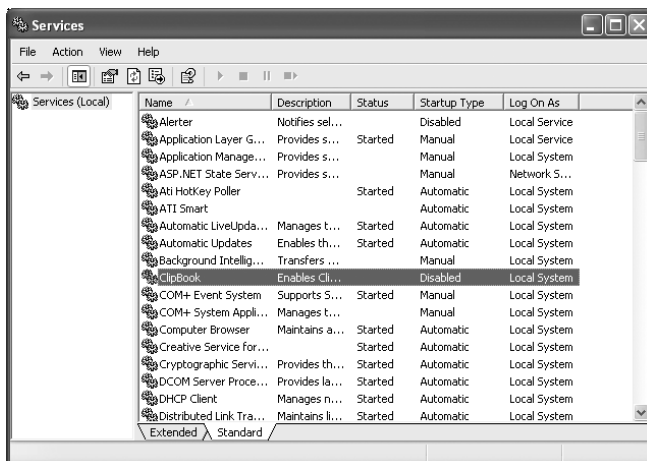 Services
File Action View Help
Services (Local)
Name Description Status Startup Type Log On As
Alerter Notifies sel... Disabled Local Service
Application Layer G... Provides s... Started Manual Local Service
Application Manage... Provides s... Manual Local System
ASP.NET State Serv... Provides s... Manual Network S...
Ati HotKey Poller Started Automatic Local System
ATI Smart Automatic Local System
Automatic LiveUpda... Manages t... Started Automatic Local System
Automatic Updates Enables th... Started Automatic Local System
Background Intellig... Transfers ... Manual Local System
ClipBook Enables Cli... Disabled Local System
COM+ Event System Supports S... Started Manual Local System
COM+ System Appli... Manages t... Manual Local System
Computer Browser Maintains a... Started Automatic Local System
Creative Service for... Started Automatic Local System
Cryptographic Servi... Provides th... Started Automatic Local System
DCOM Server Proce... Provides la... Started Automatic Local System
DHCP Client Manages n... Started Automatic Local System
Distributed Link Tra... Maintains li... Started Automatic Local System
Extended Standard